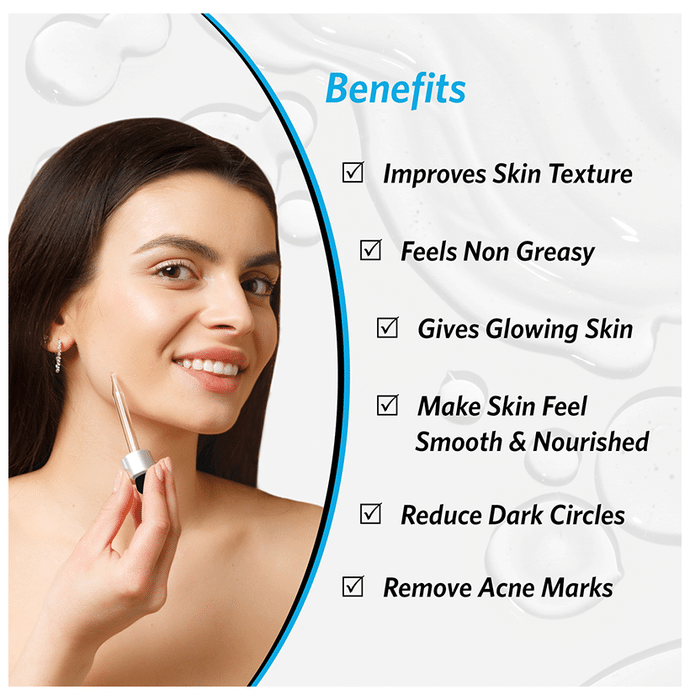 Benefits
Improves Skin Texture
Feels Non Greasy
Gives Glowing Skin
Make Skin Feel
Smooth & Nourished
Reduce Dark Circles
Remove Acne Marks